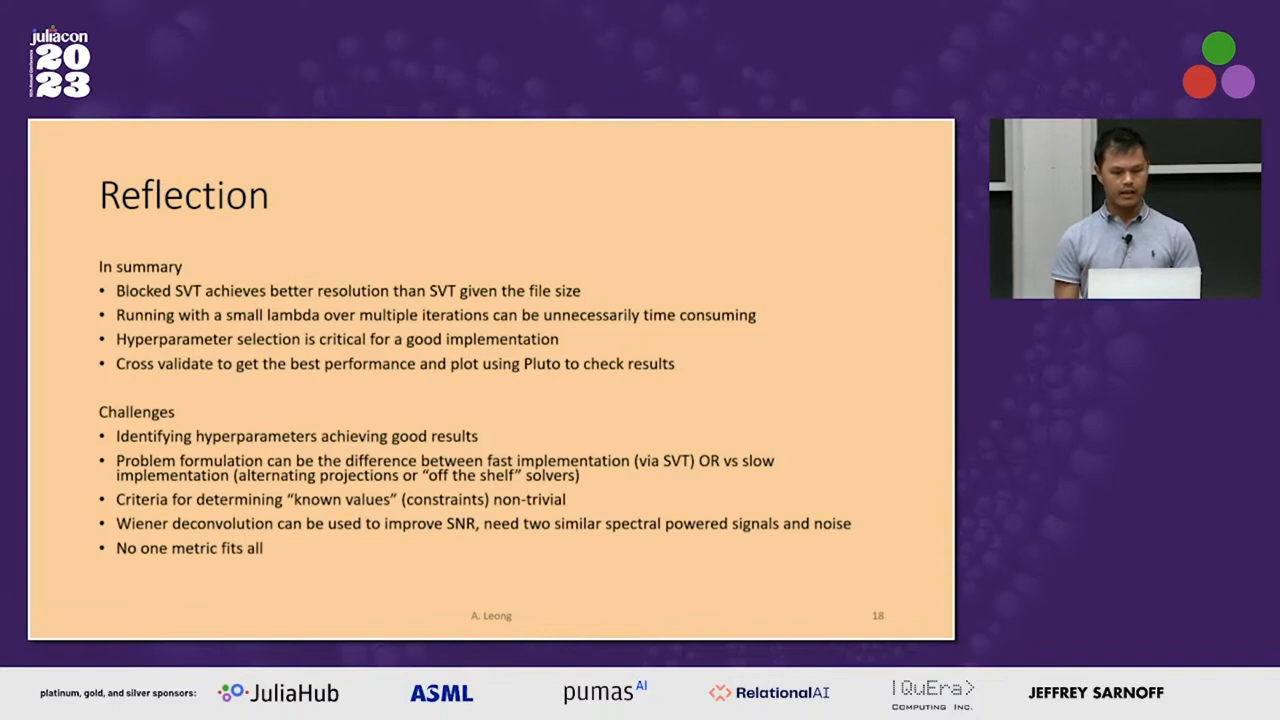 juliacon
20
23
Reflection
In summary
• Blocked SVT achieves better resolution than SVT given the file size
• Running with a small lambda over multiple iterations can be unnecessarily time consuming
• Hyperparameter selection is critical for a good implementation
• Cross validate to get the best performance and plot using Pluto to check results
Challenges
• Identifying hyperparameters achieving good results
• Problem formulation can be the difference between fast implementation (via SVT) OR vs slow
implementation (alternating projections or “off the shelf” solvers)
• Criteria for determining “known values” (constraints) non-trivial
• Wiener deconvolution can be used to improve SNR, need two similar spectral powered signals and noise
• No one metric fits all
A. Leong
18
platinum, gold, and silver sponsors:
JuliaHub
ASML
pumasAI
RelationalAI
|QuEra>
COMPUTING INC.
JEFFREY SARNOFF